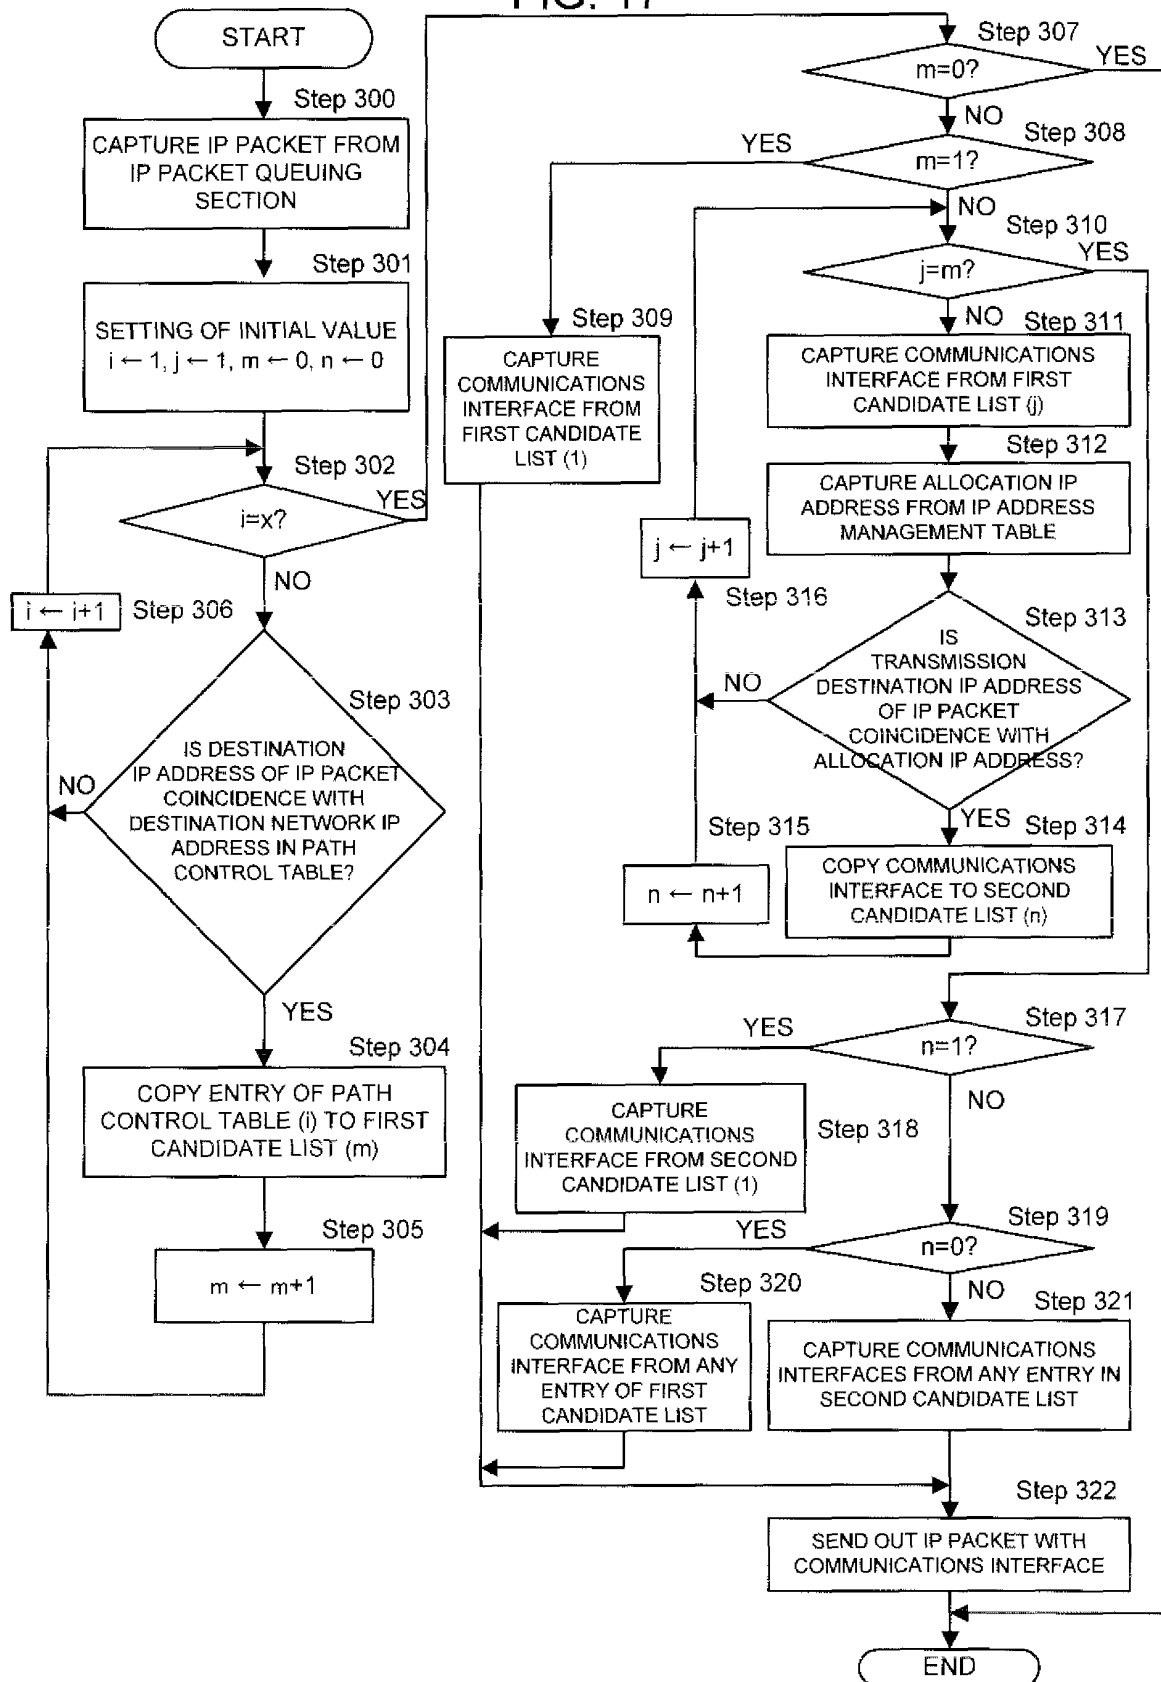 FIG. 17
START
Step 300
CAPTURE IP PACKET FROM
IP PACKET QUEUING
SECTION
Step 301
SETTING OF INITIAL VALUE
i ← 1, j ← 1, m ← 0, n ← 0
Step 302
i=x?
YES
NO
i ← i+1
Step 306
Step 303
IS DESTINATION
IP ADDRESS OF IP PACKET
COINCIDENCE WITH
DESTINATION NETWORK IP
ADDRESS IN PATH
CONTROL TABLE?
NO
YES
Step 304
COPY ENTRY OF PATH
CONTROL TABLE (i) TO FIRST
CANDIDATE LIST (m)
Step 305
m ← m+1
Step 307
m=0?
YES
NO
Step 308
m=1?
YES
NO
Step 309
CAPTURE
COMMUNICATIONS
INTERFACE FROM
FIRST CANDIDATE
LIST (1)
Step 310
j=m?
YES
NO
Step 311
CAPTURE COMMUNICATIONS
INTERFACE FROM FIRST
CANDIDATE LIST (j)
Step 312
CAPTURE ALLOCATION IP
ADDRESS FROM IP ADDRESS
MANAGEMENT TABLE
j ← j+1
Step 316
Step 313
IS
TRANSMISSION
DESTINATION IP ADDRESS
OF IP PACKET
COINCIDENCE WITH
ALLOCATION IP ADDRESS?
NO
YES
Step 314
COPY COMMUNICATIONS
INTERFACE TO SECOND
CANDIDATE LIST (n)
Step 315
n ← n+1
Step 317
n=1?
YES
NO
CAPTURE
COMMUNICATIONS
INTERFACE FROM SECOND
CANDIDATE LIST (1)
Step 318
Step 319
n=0?
YES
NO
Step 320
CAPTURE
COMMUNICATIONS
INTERFACE FROM ANY
ENTRY OF FIRST
CANDIDATE LIST
Step 321
CAPTURE COMMUNICATIONS
INTERFACES FROM ANY ENTRY IN
SECOND CANDIDATE LIST
Step 322
SEND OUT IP PACKET WITH
COMMUNICATIONS INTERFACE
END